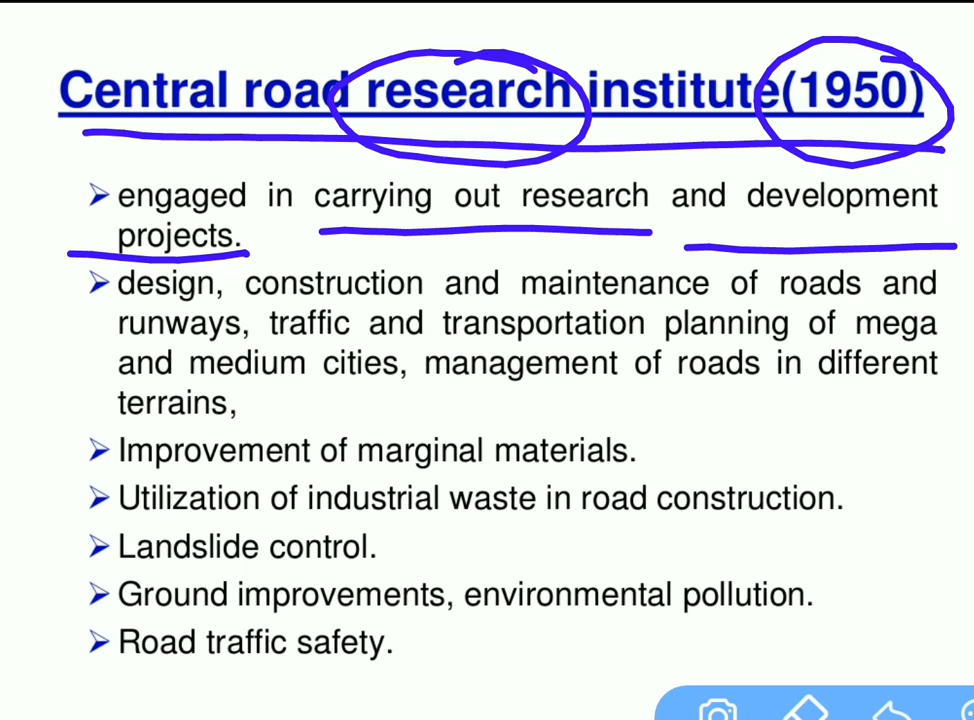 Central road research institute(1950)
➢ engaged in carrying out research and development
projects.
➢ design, construction and maintenance of roads and
runways, traffic and transportation planning of mega
and medium cities, management of roads in different
terrains,
➢ Improvement of marginal materials.
➢ Utilization of industrial waste in road construction.
➢ Landslide control.
➢ Ground improvements, environmental pollution.
➢ Road traffic safety.